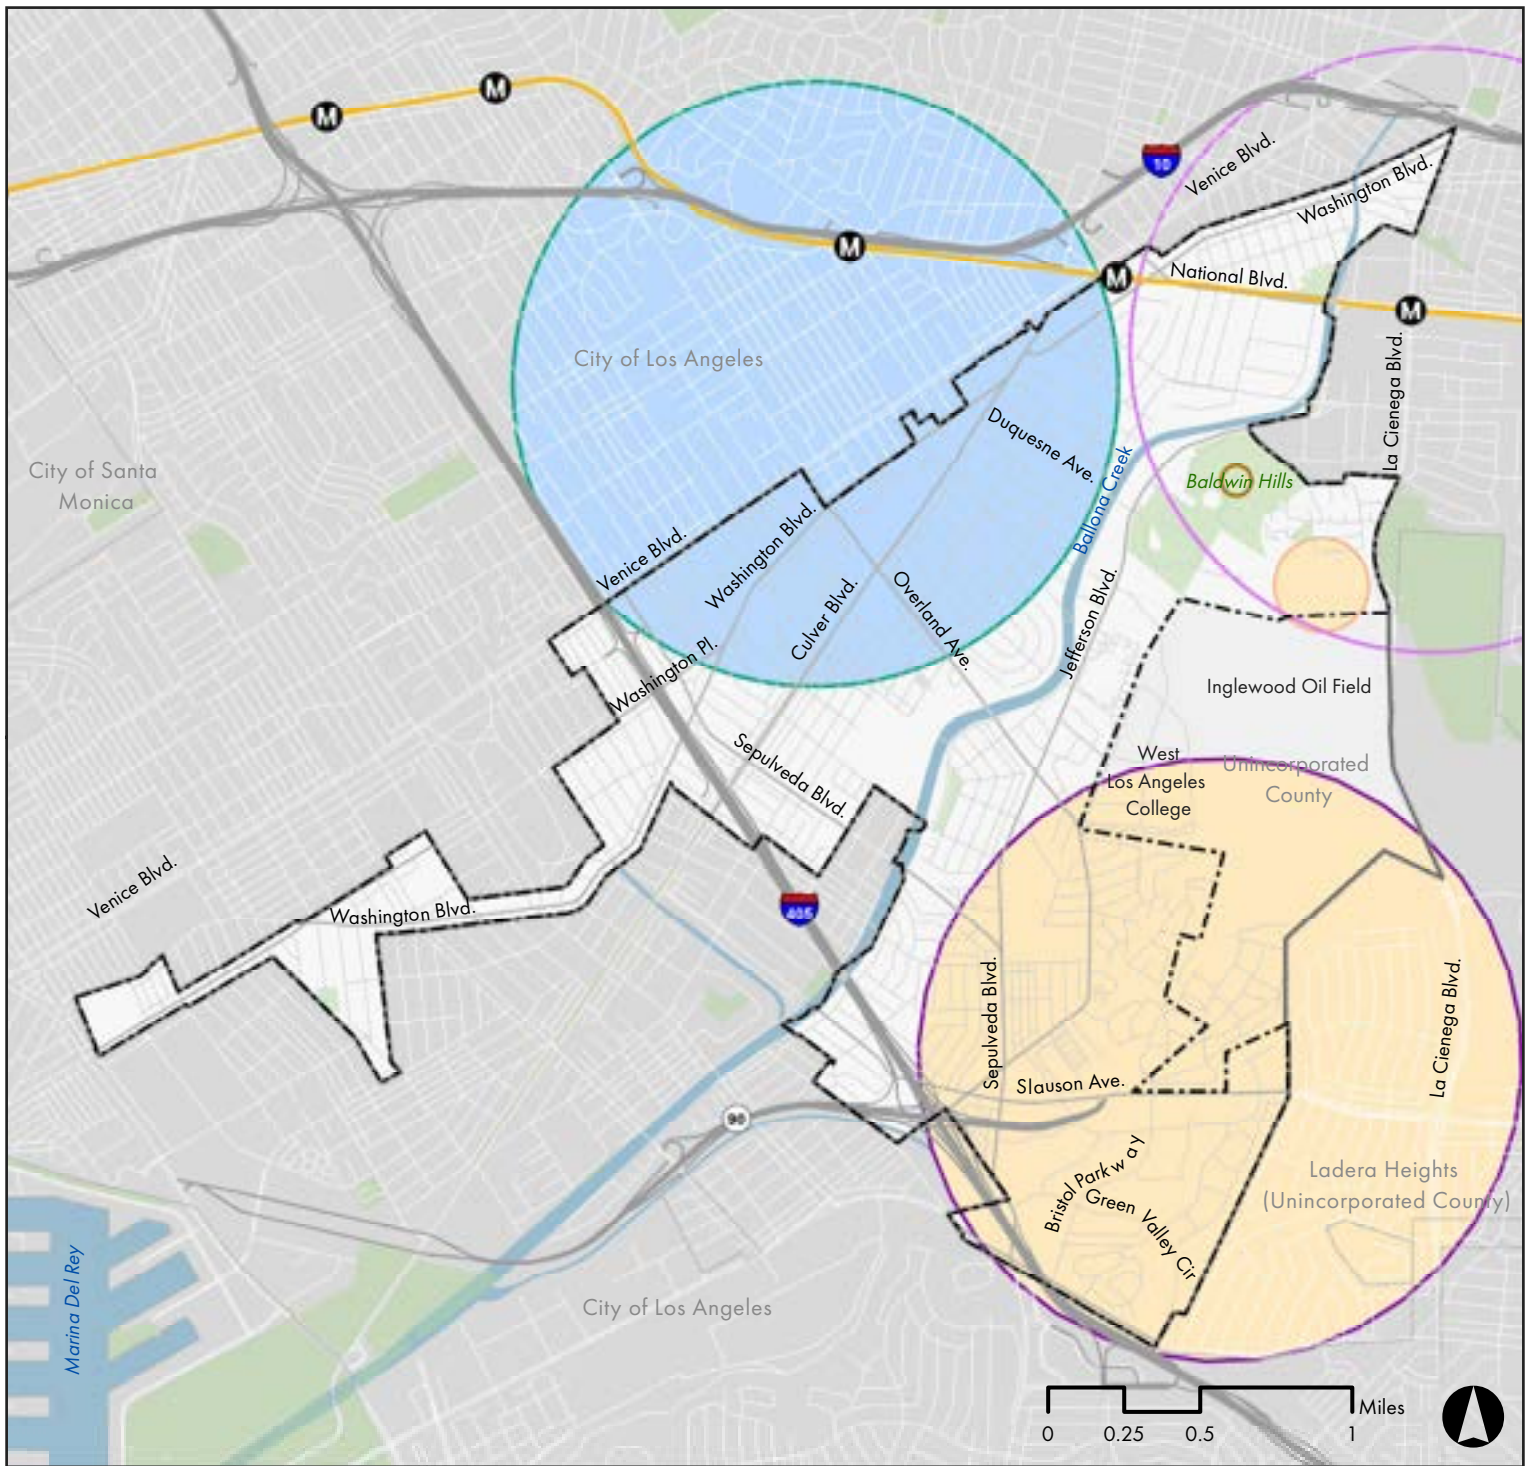 M
M
10
Venice Blvd.
Washington Blvd.
M
M
National Blvd.
M
City of Los Angeles
La Cienega Blvd.
Duquesne Ave.
City of Santa
Monica
Ballona Creek
Baldwin Hills
Venice Blvd.
Washington Blvd.
Culver Blvd.
Overland Ave.
Jefferson Blvd.
Washington Pl.
Inglewood Oil Field
Sepulveda Blvd.
West
Los Angeles
College
Unincorporated
County
Venice Blvd.
Washington Blvd.
405
Sepulveda Blvd.
La Cienega Blvd.
Slauson Ave.
90
Bristol Parkway
Green Valley Cir
Ladera Heights
(Unincorporated County)
Marina Del Rey
City of Los Angeles
Miles
0 0.25 0.5 1